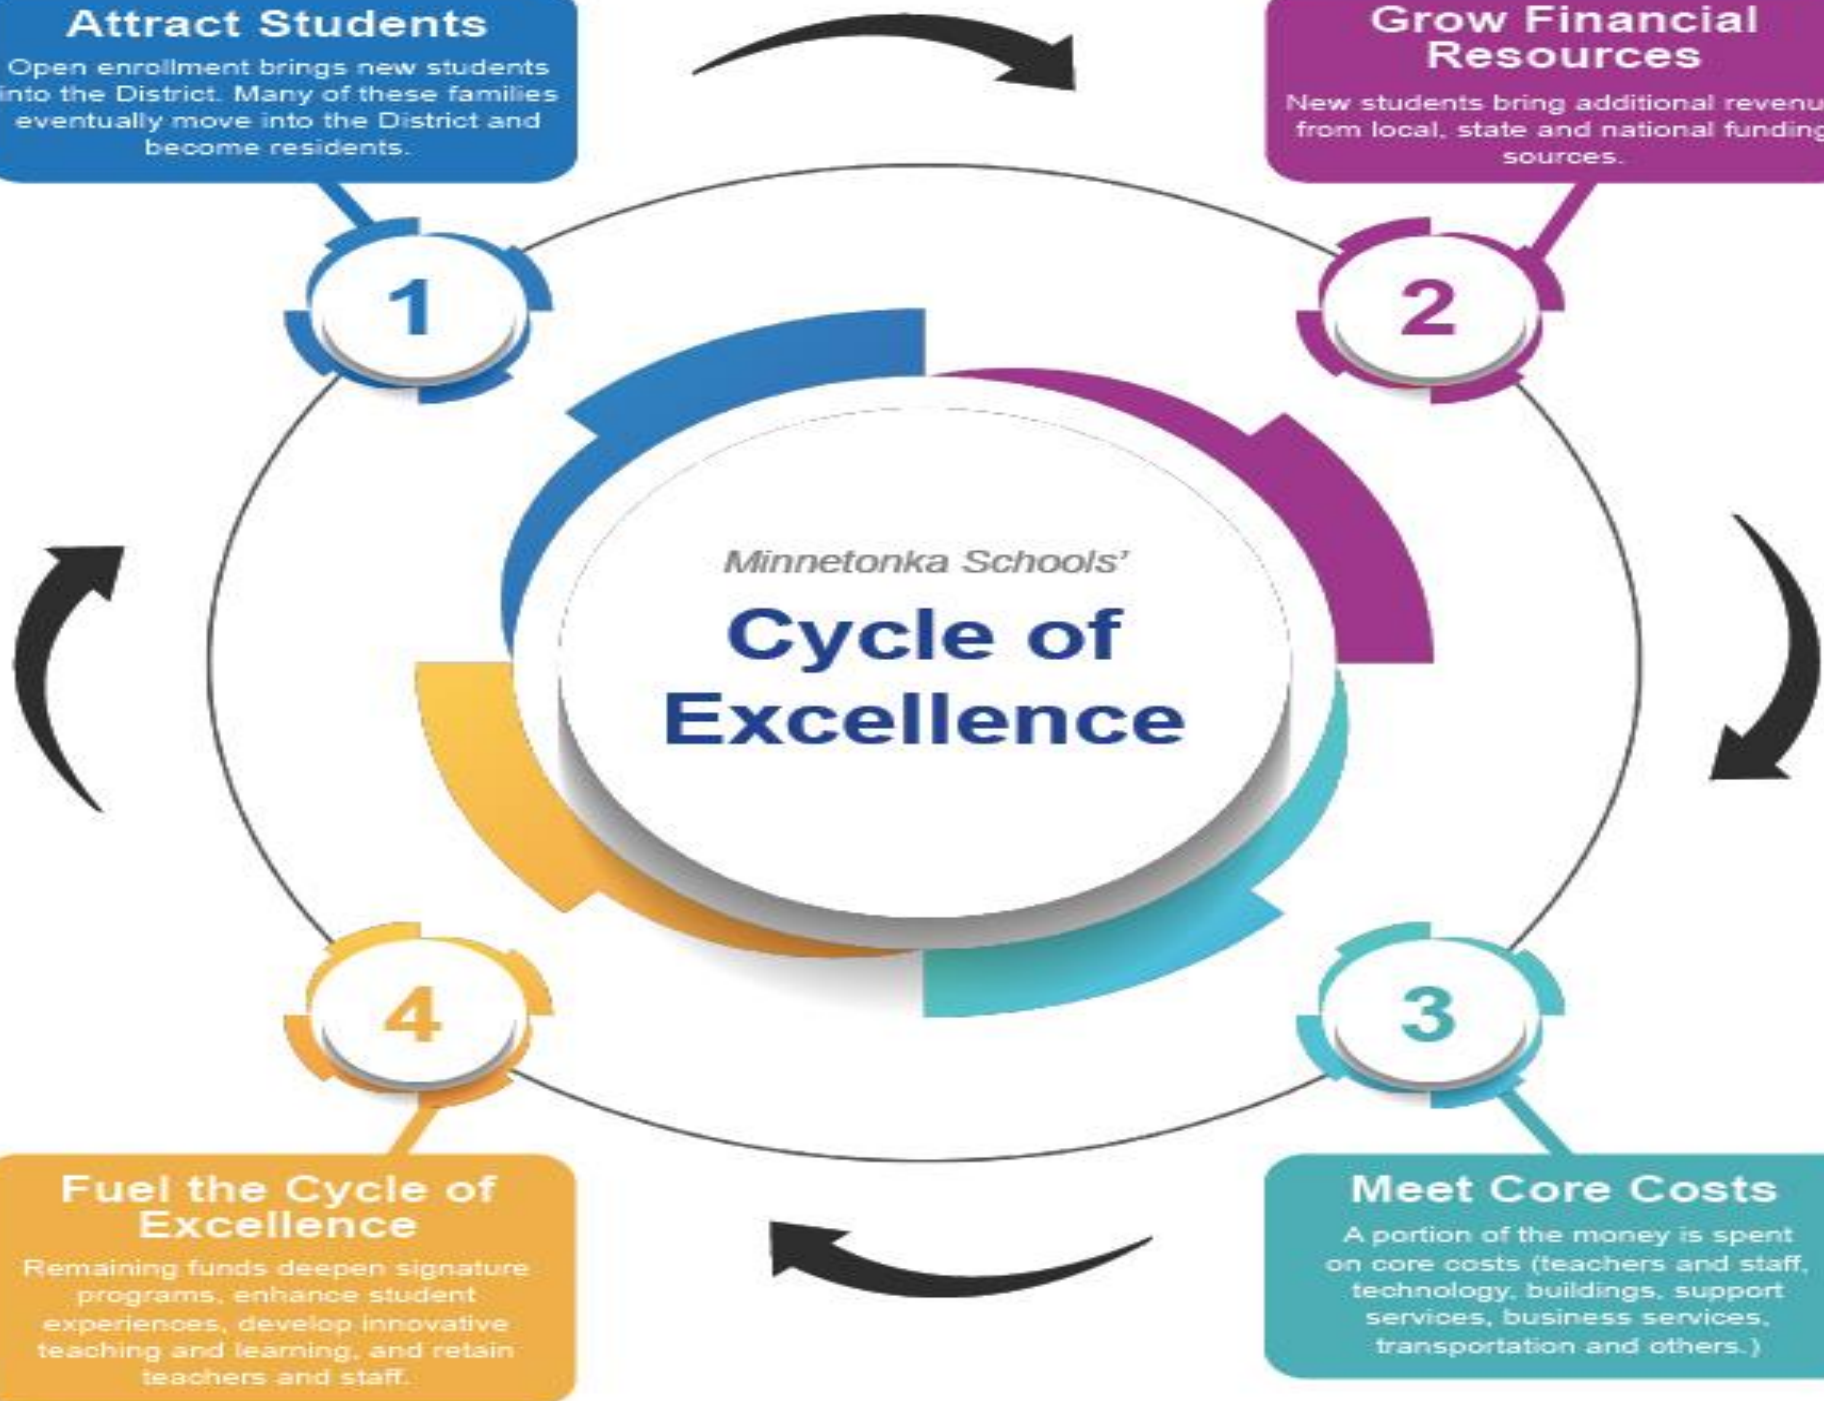 Attract Students
Open enrollment brings new students
into the District. Many of these families
eventually move into the District and
become residents.
Grow Financial
Resources
New students bring additional revenu
from local, state and national funding
sources.
1
2
Minnetonka Schools'
Cycle of
Excellence
4
3
Fuel the Cycle of
Excellence
Remaining funds deepen signature
programs, enhance student
experiences, develop innovative
teaching and learning, and retain
teachers and staff.
Meet Core Costs
A portion of the money is spent
on core costs (teachers and staff,
technology, buildings, support
services, business services,
transportation and others.)